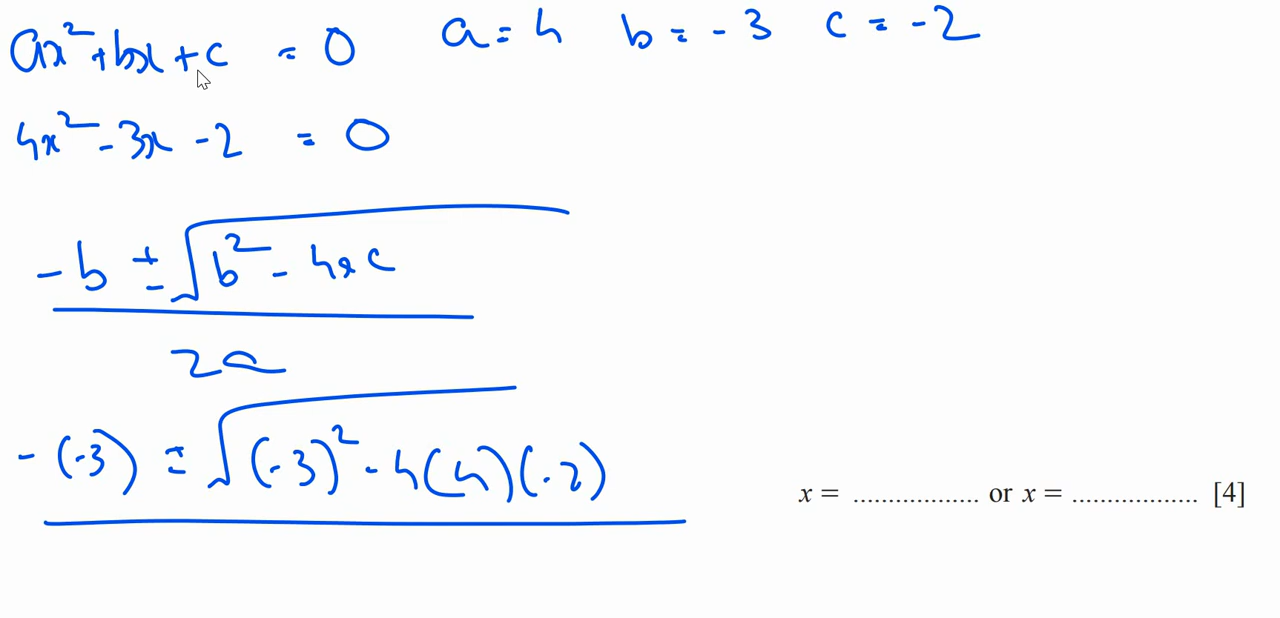 ax² + bx + c = 0 a = 4 b = -3 c = -2
4x² - 3x - 2 = 0
-b ± √b² - 4ac
2a
-(-3) ± √(-3)² - 4(4)(-2)
x = .................. or x = .................. [4]